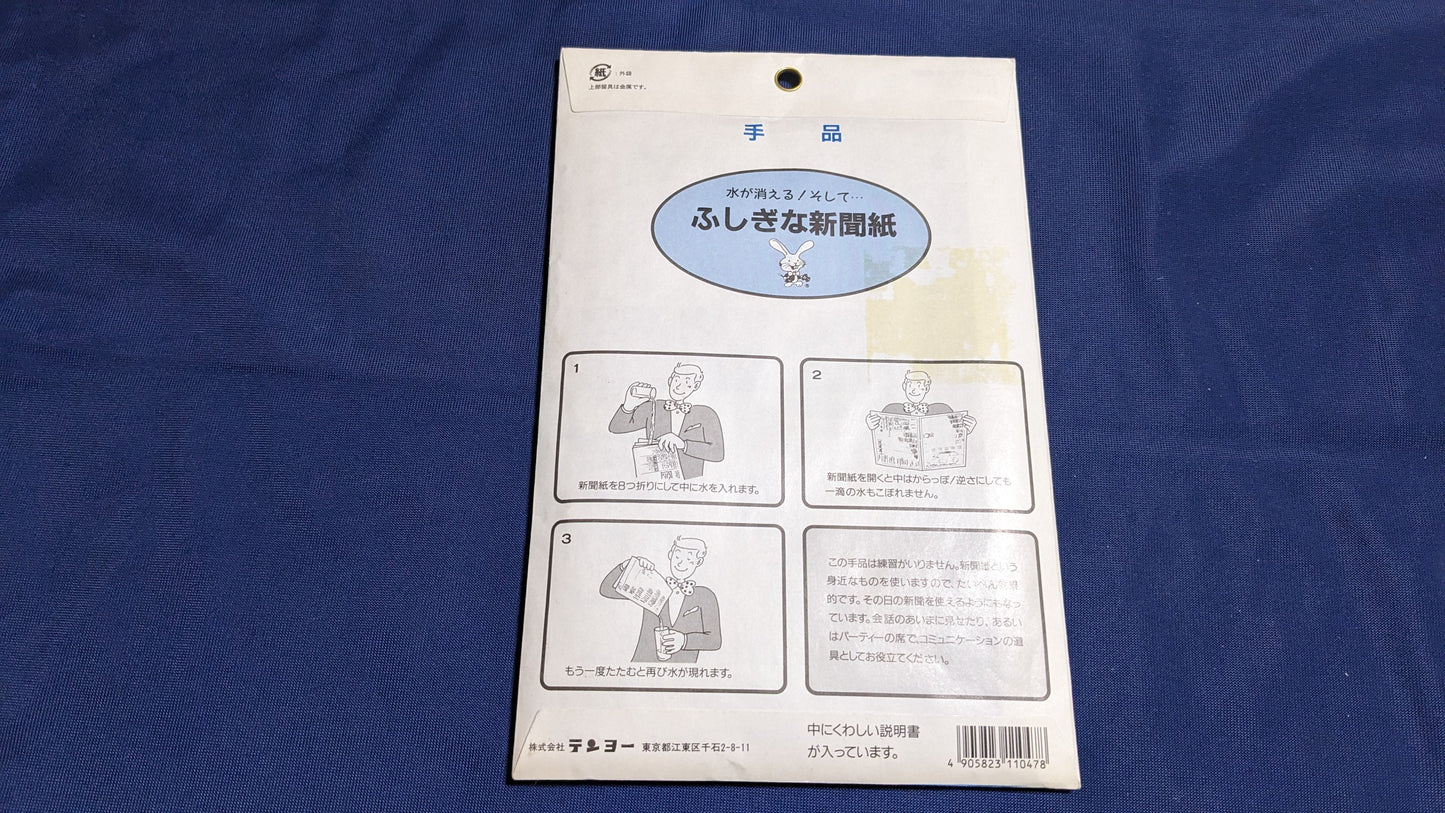 紙：外袋
上部留具は金属です。
手品
水が消える！そして…
ふしぎな新聞紙
1
新聞紙を8つ折りにして中に水を入れます。
2
新聞紙を開くと中はからっぽ！逆さにしても
一滴の水もこぼれません。
3
もう一度たたむと再び水が現れます。
この手品は練習がいりません。新聞紙という
身近なものを使いますので、たいへん効果
的です。その日の新聞を使えるようにもなっ
ています。会話のあいまに見せたり、あるい
はパーティーの席で、コミュニケーションの道
具としてお役立てください。
株式会社 テンヨー 東京都江東区千石2-8-11
中にくわしい説明書
が入っています。
4 905823 110478